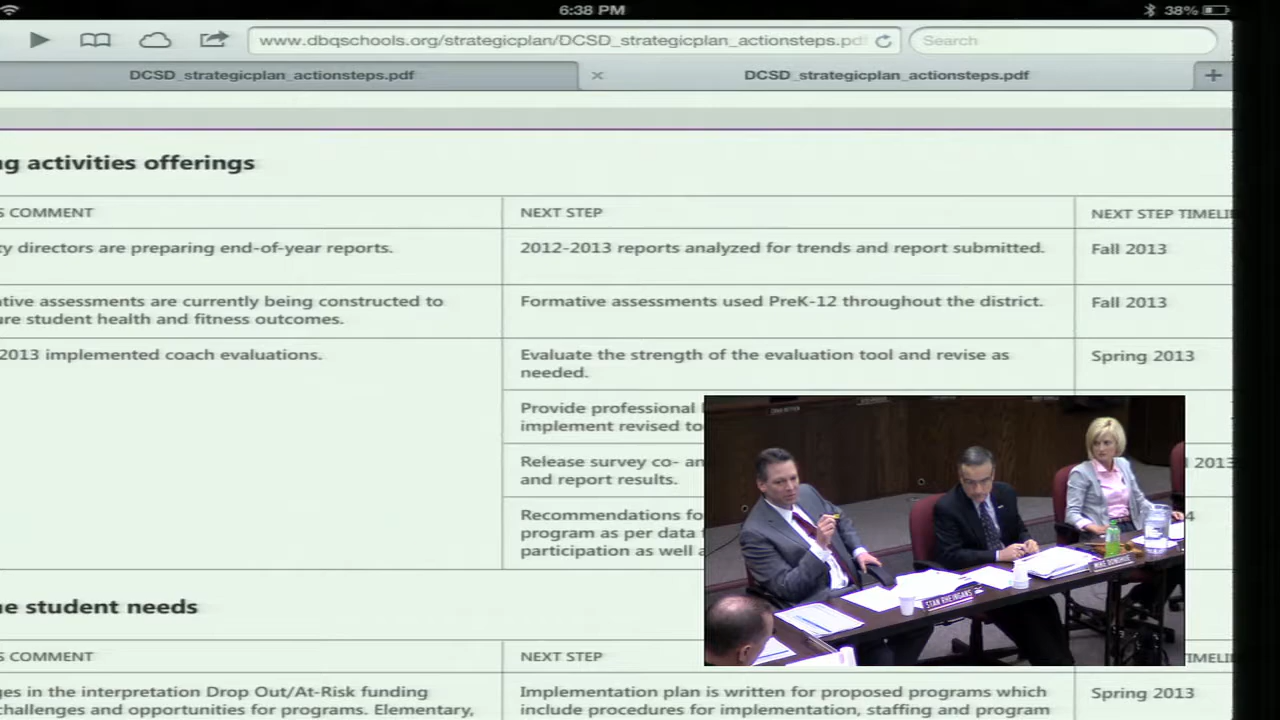 6:38 PM
38%
www.dbqschools.org/strategicplan/DCSD_strategicplan_actionsteps.pd
Search
DCSD_strategicplan_actionsteps.pdf
DCSD_strategicplan_actionsteps.pdf
g activities offerings
S COMMENT
NEXT STEP
NEXT STEP TIMELI
ty directors are preparing end-of-year reports.
2012-2013 reports analyzed for trends and report submitted.
Fall 2013
ative assessments are currently being constructed to
ure student health and fitness outcomes.
Formative assessments used PreK-12 throughout the district.
Fall 2013
2013 implemented coach evaluations.
Evaluate the strength of the evaluation tool and revise as
needed.
Spring 2013
Provide professional
implement revised to
Release survey co- an
and report results.
2013
Recommendations fo
program as per data
participation as well a
4
STAN RHEINGANS
MIKE DONOHUE
e student needs
S COMMENT
NEXT STEP
TIMELI
ges in the interpretation Drop Out/At-Risk funding
challenges and opportunities for programs. Elementary,
Implementation plan is written for proposed programs which
include procedures for implementation, staffing and program
Spring 2013